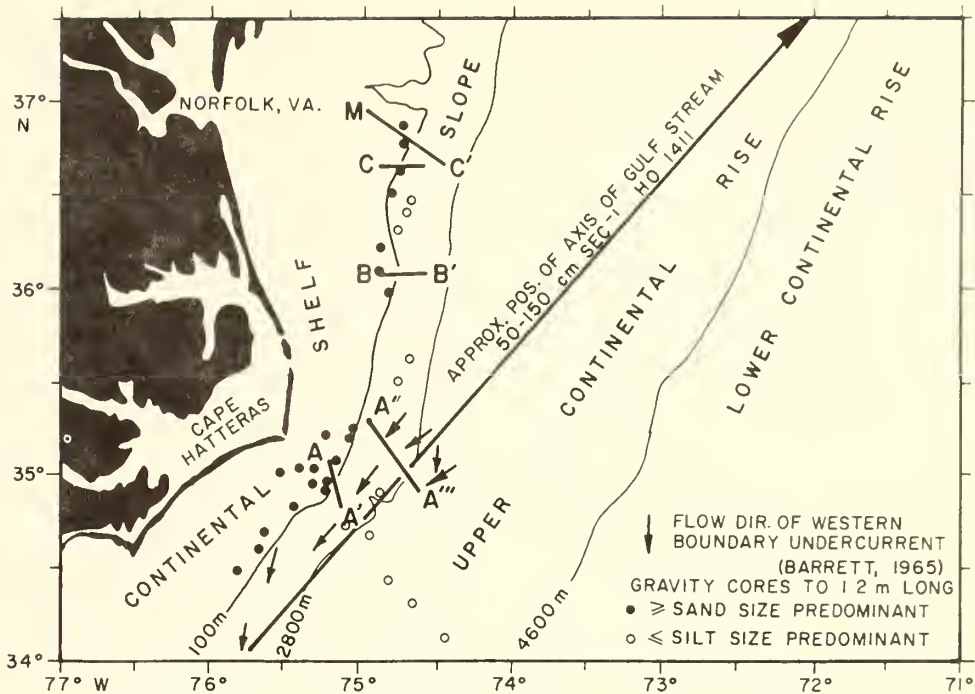 37°
N
36°
35°
34°
77° W
76°
75°
74°
73°
72°
71°
NORFOLK, VA.
CAPE
HATTERAS
CONTINENTAL
SHELF
SLOPE
M
C
C'
B
B'
A"
A
A'
A'''
APPROX. POS. OF AXIS OF GULF STREAM
50-150 cm SEC-1 HO 1411
UPPER
CONTINENTAL
RISE
LOWER CONTINENTAL RISE
100m
2800m
4600m
FLOW DIR. OF WESTERN
BOUNDARY UNDERCURRENT
(BARRETT, 1965)
GRAVITY CORES TO 12 m LONG
● ≥ SAND SIZE PREDOMINANT
○ ≤ SILT SIZE PREDOMINANT